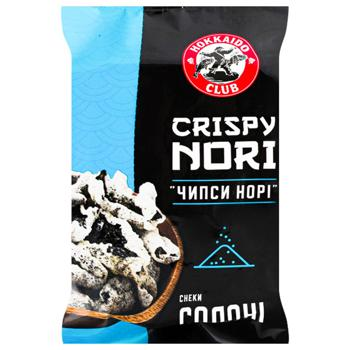 HOKKAIDO
CLUB
CRISPY
NORI
"ЧИПСИ НОРІ"
СНЕКИ
СОЛОНІ